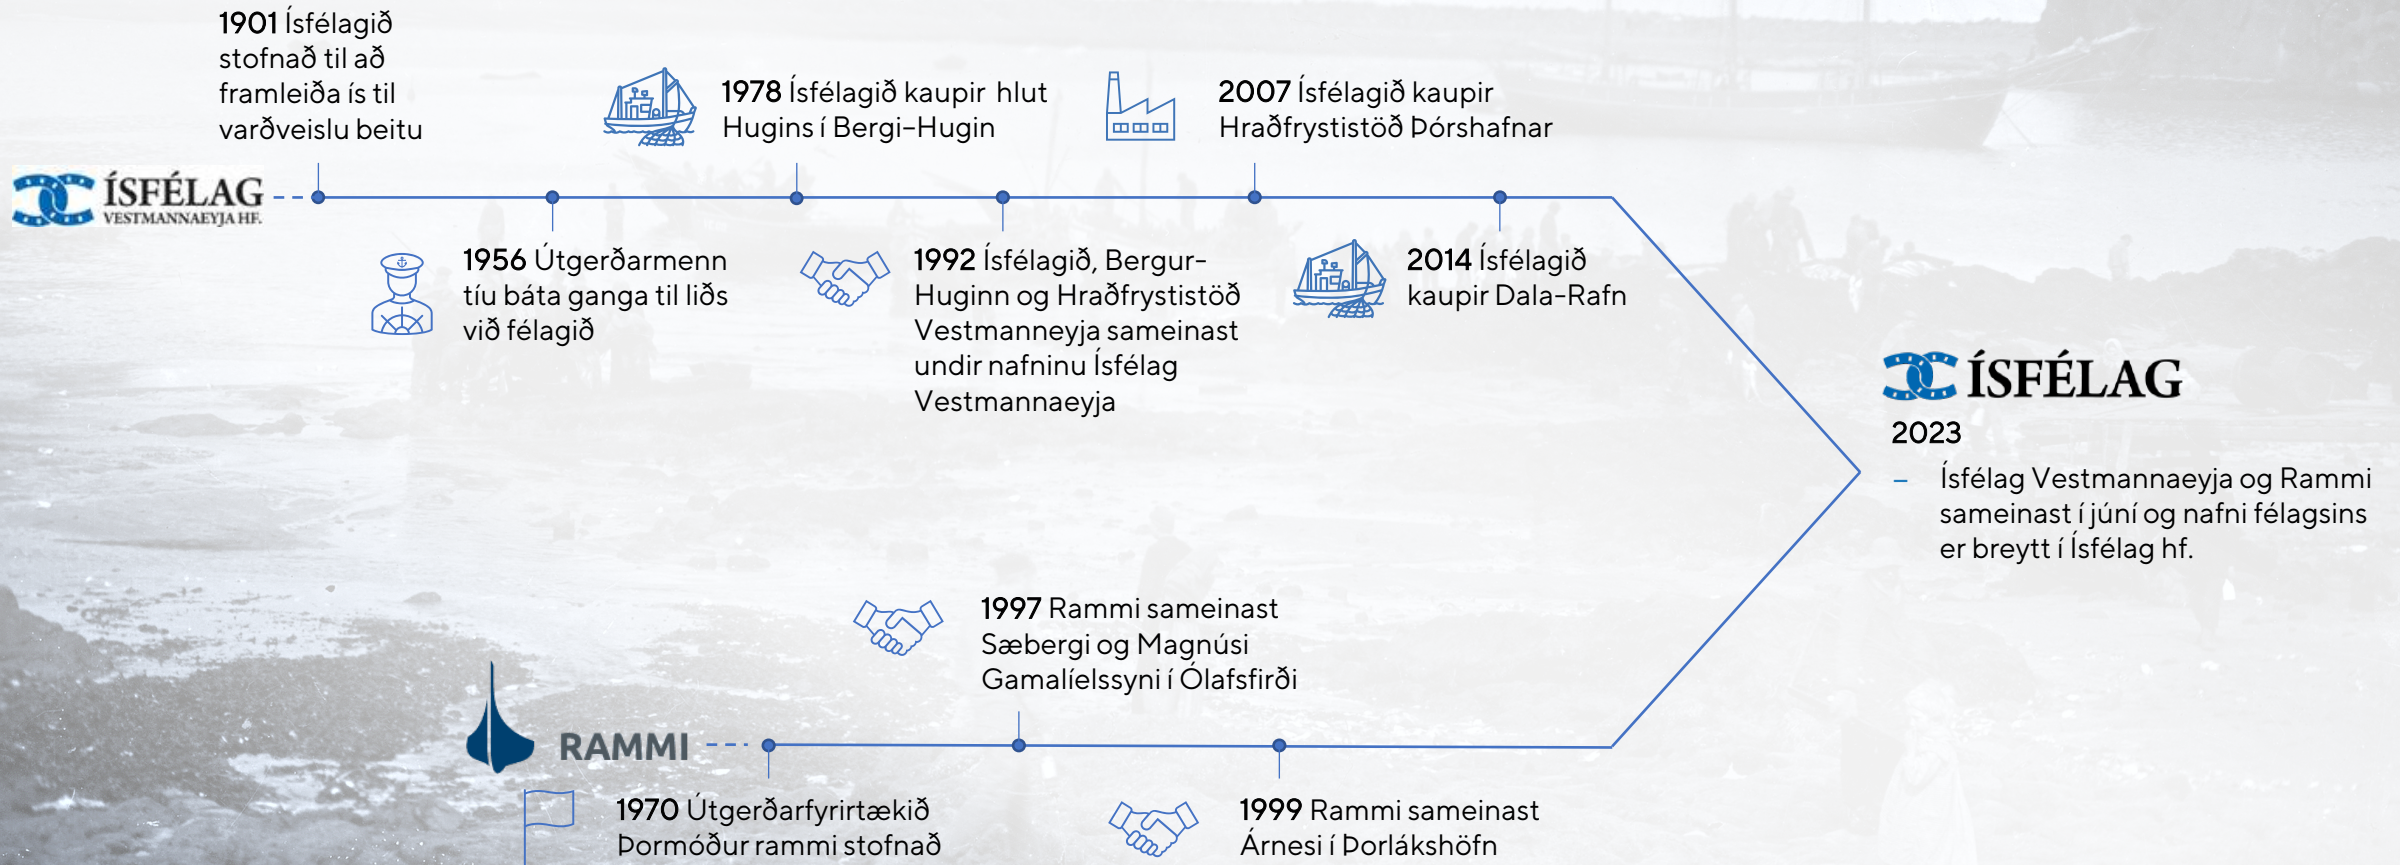 1901 Ísfélagið
stofnað til að
framleiða ís til
varðveislu beitu
1978 Ísfélagið kaupir hlut
Hugins í Bergi-Hugin
2007 Ísfélagið kaupir
Hraðfrystistöð Þórshafnar
ÍSFÉLAG
VESTMANNAEYJA HF.
1956 Útgerðarmenn
tíu báta ganga til liðs
við félagið
1992 Ísfélagið, Bergur-
Huginn og Hraðfrystistöð
Vestmanneyja sameinast
undir nafninu Ísfélag
Vestmannaeyja
2014 Ísfélagið
kaupir Dala-Rafn
ÍSFÉLAG
2023
– Ísfélag Vestmannaeyja og Rammi
sameinast í júní og nafni félagsins
er breytt í Ísfélag hf.
1997 Rammi sameinast
Sæbergi og Magnúsi
Gamalíelssyni í Ólafsfirði
RAMMI
1970 Útgerðarfyrirtækið
Þormóður rammi stofnað
1999 Rammi sameinast
Árnesi í Þorlákshöfn